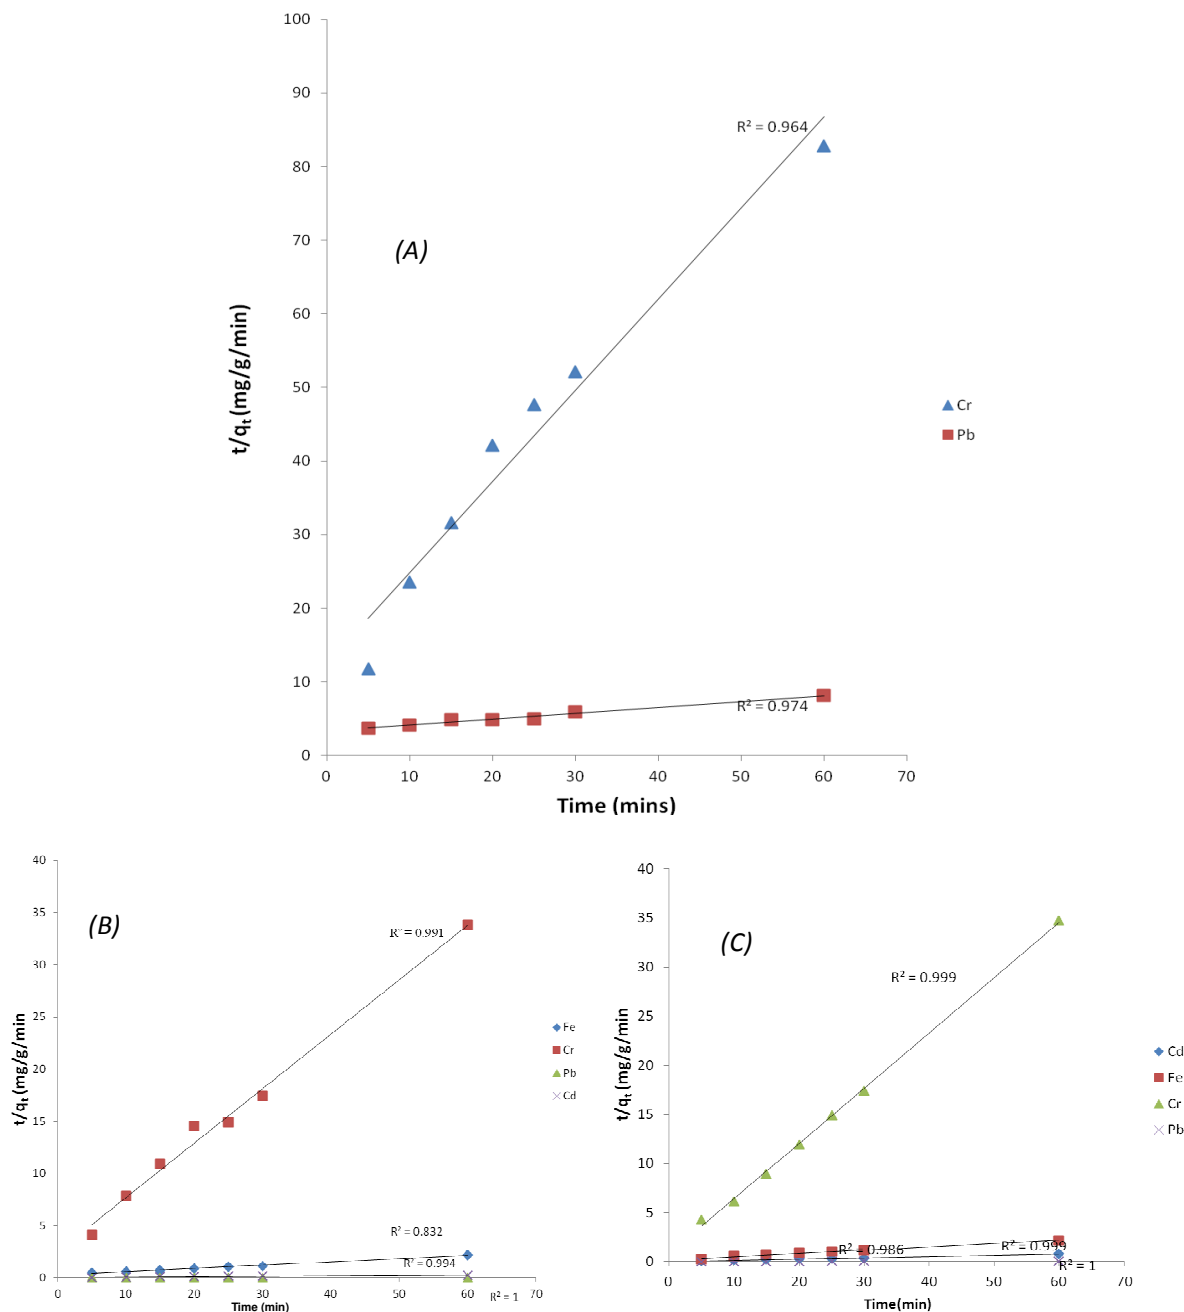 100
90
R² = 0.964
80
70
(A)
60
t/qt (mg/g/min)
50
Cr
Pb
40
30
20
10
R² = 0.974
0
0 10 20 30 40 50 60 70
Time (mins)
40
(B)
35
R² = 0.991
30
25
t/qt (mg/g/min
Fe
Cr
Pb
Cd
20
15
10
5
R² = 0.832
R² = 0.994
0
0 10 20 30 40 50 60 70
R² = 1
Time (min)
40
35
(C)
R² = 0.999
30
25
t/qt (mg/g/min
Cd
Fe
Cr
Pb
20
15
10
5
R² = 0.986
R² = 0.999
0
R² = 1
0 10 20 30 40 50 60 70
Time(min)